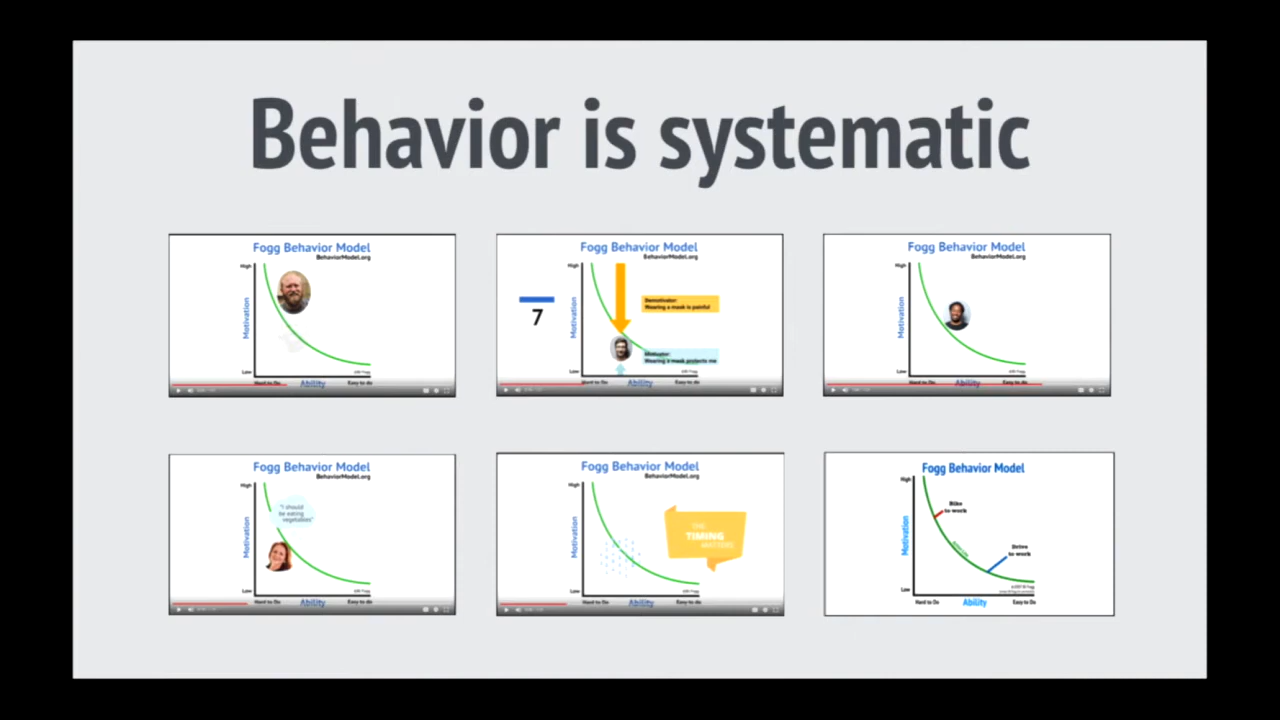 Behavior is systematic
Fogg Behavior Model
BehaviorModel.org
High
Motivation
Low
Hard to Do
Ability
Easy to do
Fogg Behavior Model
BehaviorModel.org
High
7
Motivation
Demotivator:
Wearing a mask is painful
Motivator:
Wearing a mask protects me
Low
Hard to Do
Ability
Easy to do
Fogg Behavior Model
BehaviorModel.org
High
Motivation
Low
Hard to Do
Ability
Easy to do
Fogg Behavior Model
BehaviorModel.org
High
"I should
be eating
vegetables"
Motivation
Low
Hard to Do
Ability
Easy to do
Fogg Behavior Model
BehaviorModel.org
High
THE
TIMING
MATTERS
Motivation
Low
Hard to Do
Ability
Easy to do
Fogg Behavior Model
High
Bike
to work
Motivation
Drive
to work
Low
Hard to Do
Ability
Easy to Do